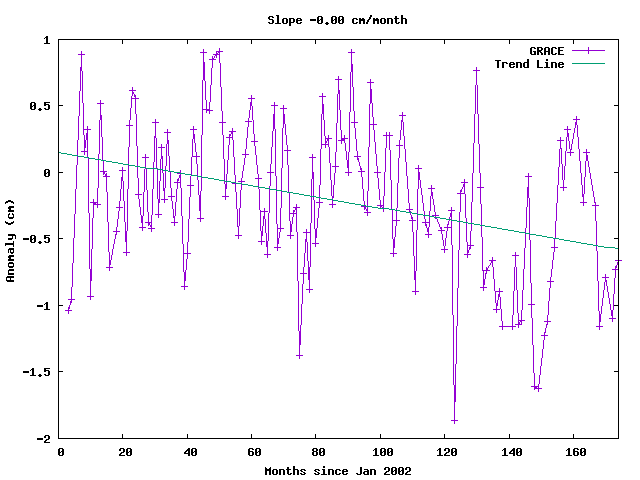 Slope -0.00 cm/month
GRACE
Trend Line
1
0.5
0
-0.5
-1
-1.5
-2
Anomaly (cm)
0 20 40 60 80 100 120 140 160
Months since Jan 2002